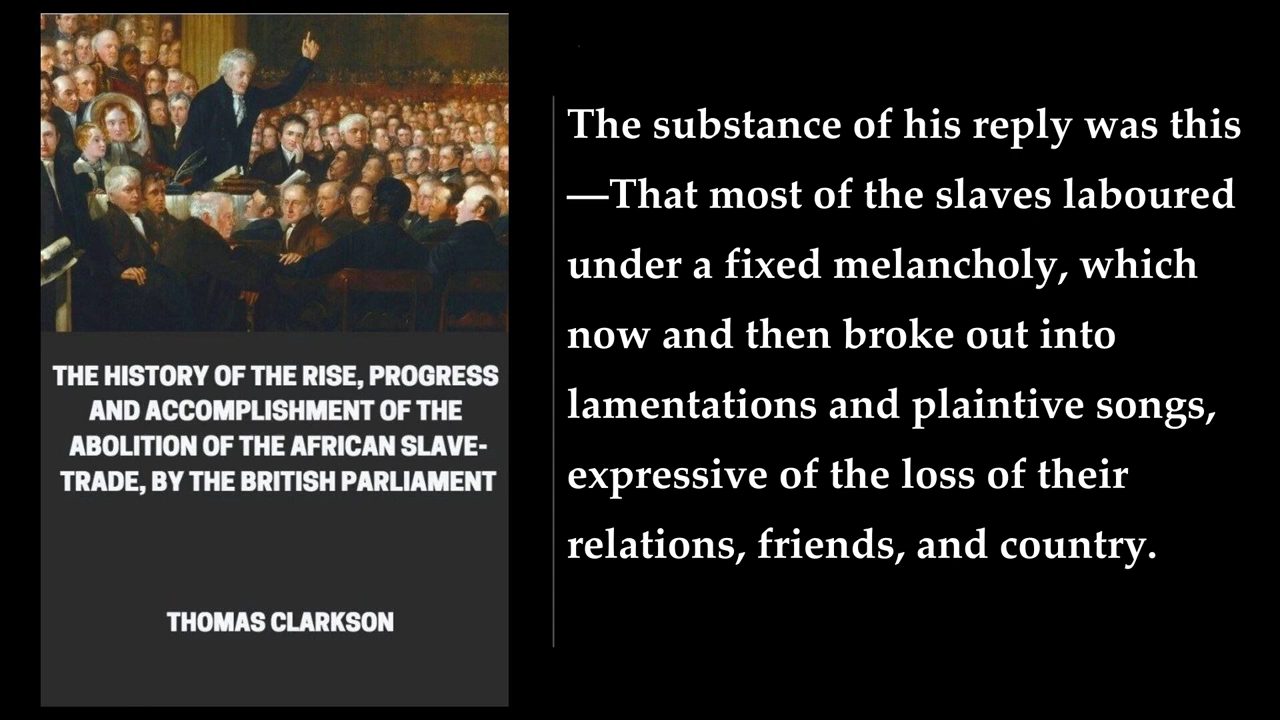 THE HISTORY OF THE RISE, PROGRESS
AND ACCOMPLISHMENT OF THE
ABOLITION OF THE AFRICAN SLAVE-
TRADE, BY THE BRITISH PARLIAMENT
THOMAS CLARKSON
The substance of his reply was this
—That most of the slaves laboured
under a fixed melancholy, which
now and then broke out into
lamentations and plaintive songs,
expressive of the loss of their
relations, friends, and country.